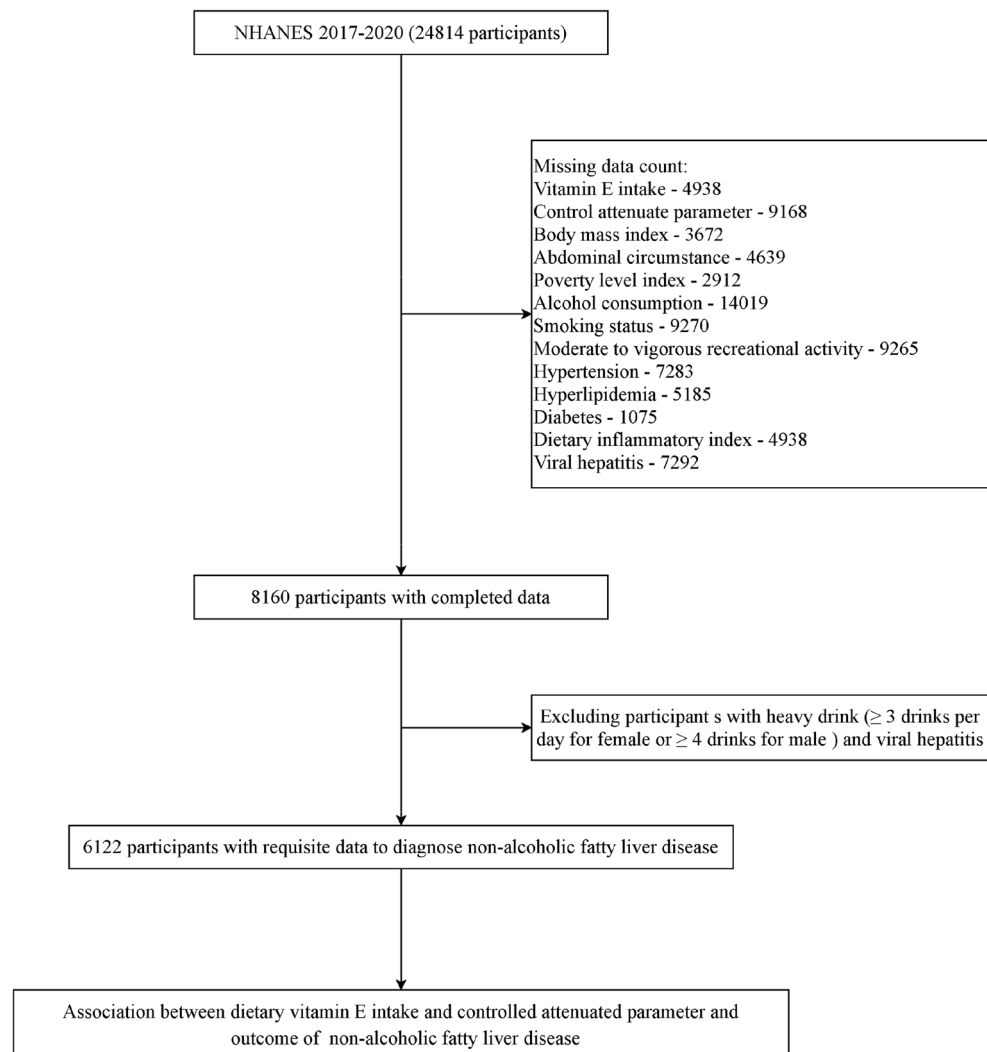 NHANES 2017-2020 (24814 participants)
Missing data count:
Vitamin E intake - 4938
Control attenuate parameter - 9168
Body mass index - 3672
Abdominal circumstance - 4639
Poverty level index - 2912
Alcohol consumption - 14019
Smoking status - 9270
Moderate to vigorous recreational activity - 9265
Hypertension - 7283
Hyperlipidemia - 5185
Diabetes - 1075
Dietary inflammatory index - 4938
Viral hepatitis - 7292
8160 participants with completed data
Excluding participant s with heavy drink (≥ 3 drinks per
day for female or ≥ 4 drinks for male ) and viral hepatitis
6122 participants with requisite data to diagnose non-alcoholic fatty liver disease
Association between dietary vitamin E intake and controlled attenuated parameter and
outcome of non-alcoholic fatty liver disease